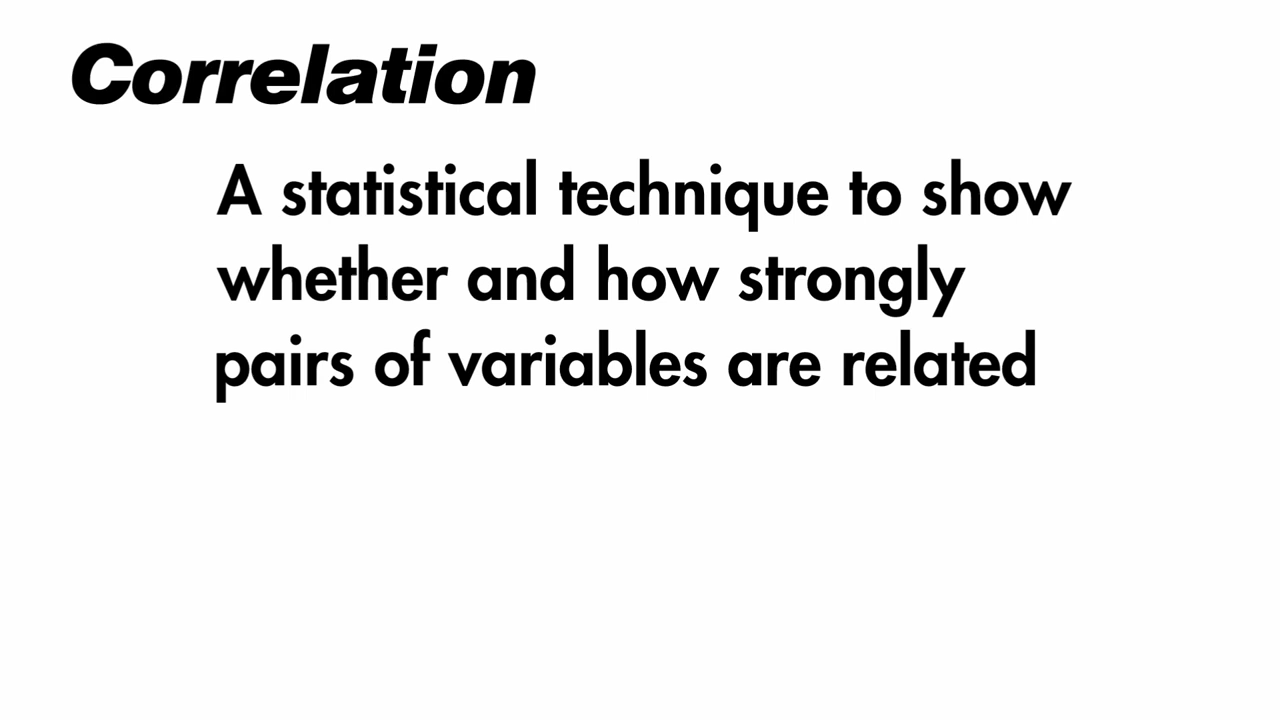 Correlation
A statistical technique to show
whether and how strongly
pairs of variables are related